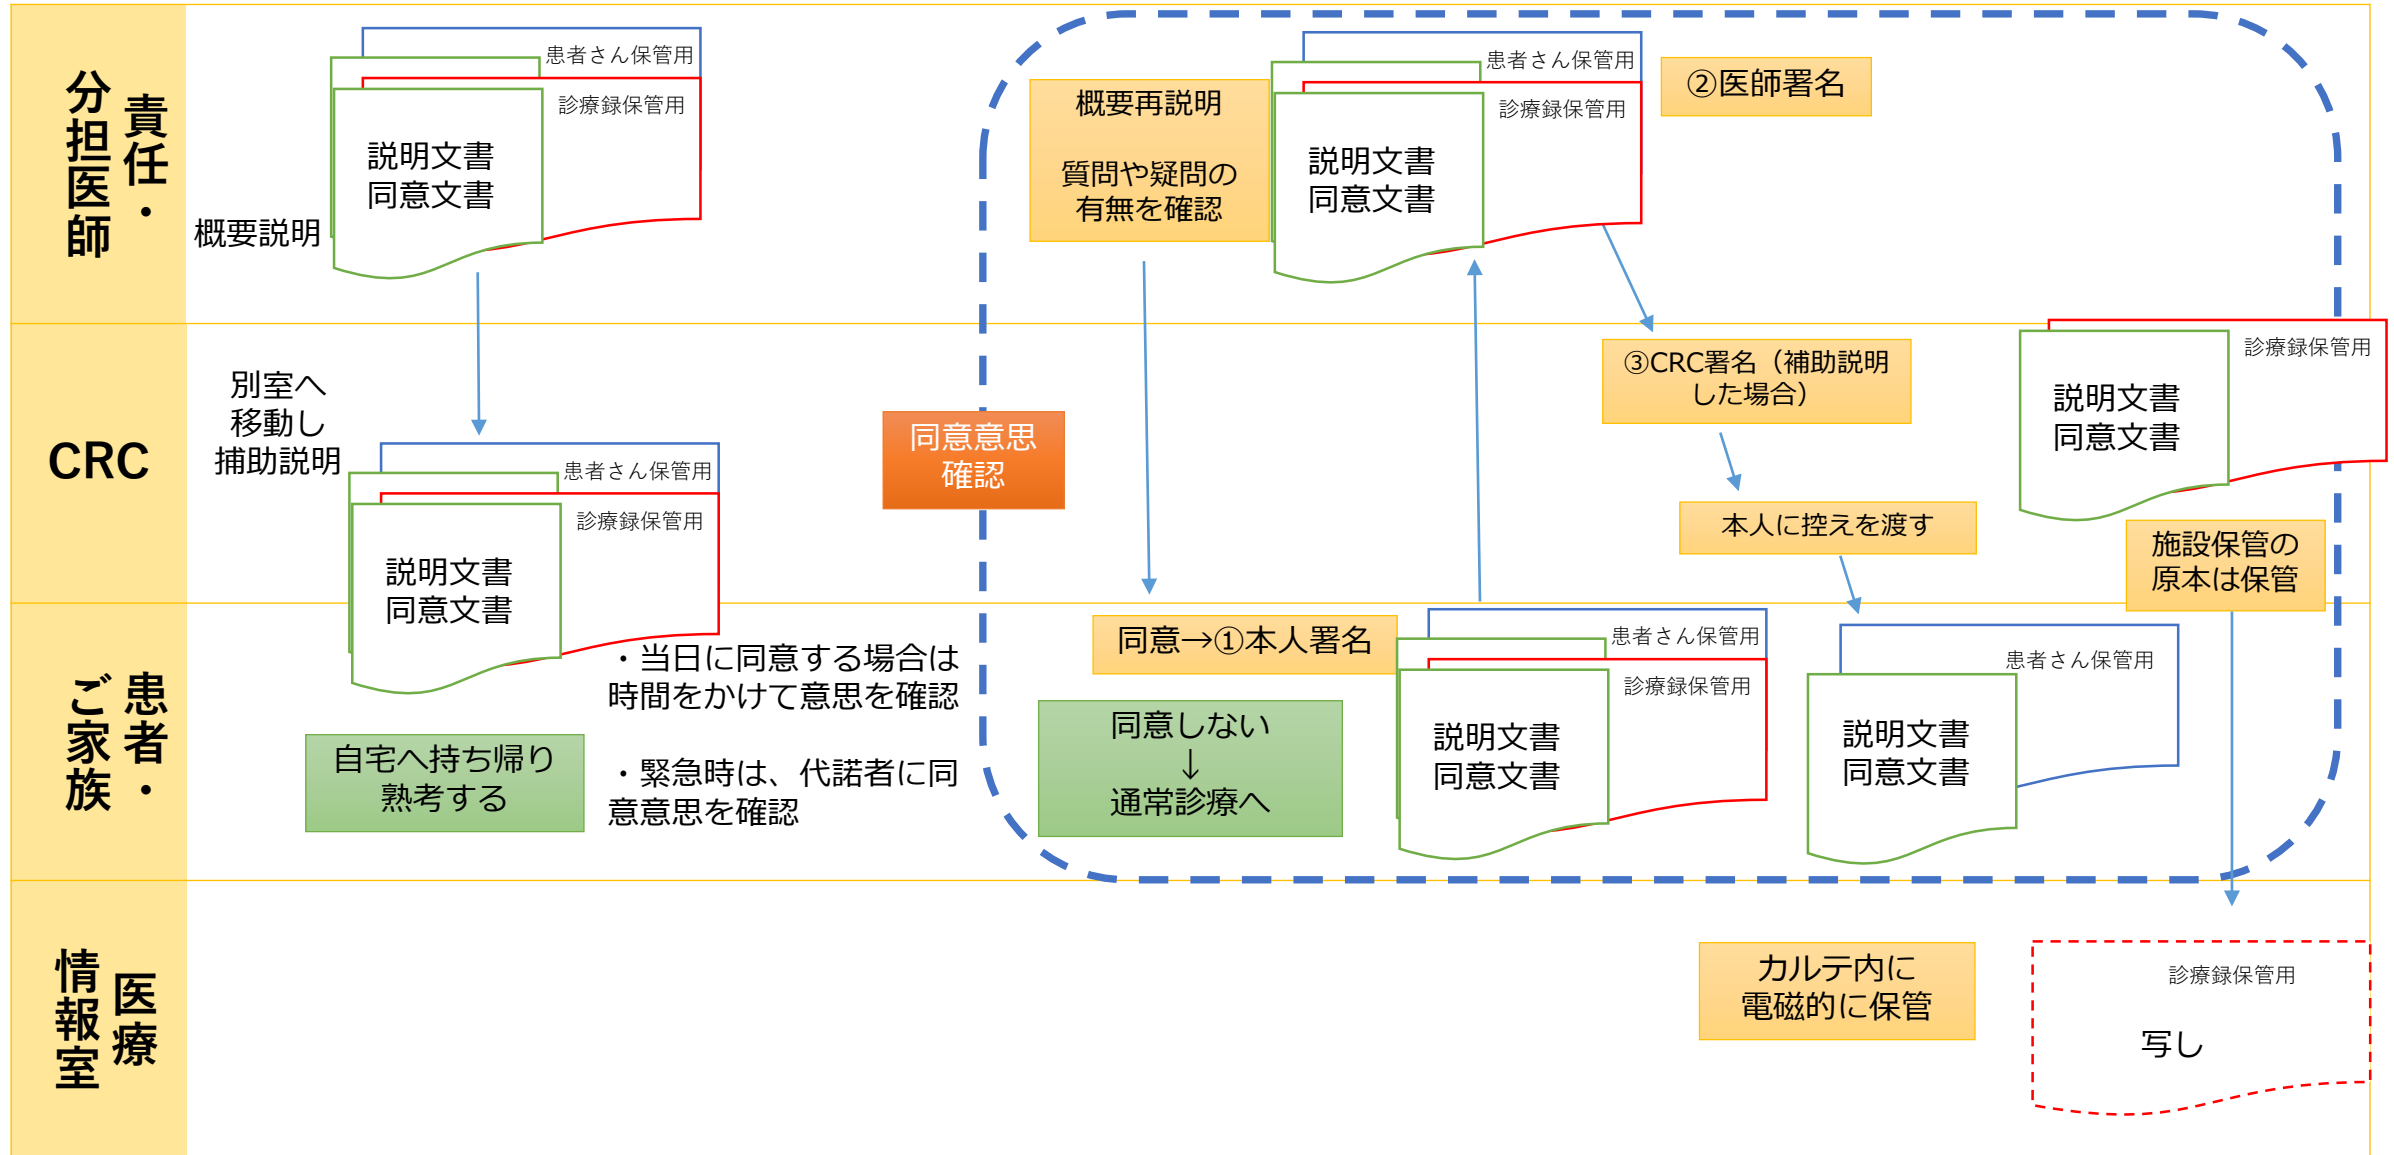 責任・
分担医師
概要説明
患者さん保管用
診療録保管用
説明文書
同意文書
概要再説明
質問や疑問の
有無を確認
患者さん保管用
診療録保管用
説明文書
同意文書
②医師署名
CRC
別室へ
移動し
捕助説明
患者さん保管用
診療録保管用
説明文書
同意文書
同意意思
確認
③CRC署名（補助説明
した場合）
本人に控えを渡す
診療録保管用
説明文書
同意文書
施設保管の
原本は保管
患者・
ご家族
自宅へ持ち帰り
熟考する
・当日に同意する場合は
時間をかけて意思を確認
・緊急時は、代諾者に同
意意思を確認
同意→①本人署名
同意しない
↓
通常診療へ
患者さん保管用
診療録保管用
説明文書
同意文書
患者さん保管用
説明文書
同意文書
医療
情報室
カルテ内に
電磁的に保管
診療録保管用
写し